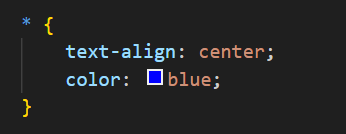 * {
    text-align: center;
    color: blue;
}